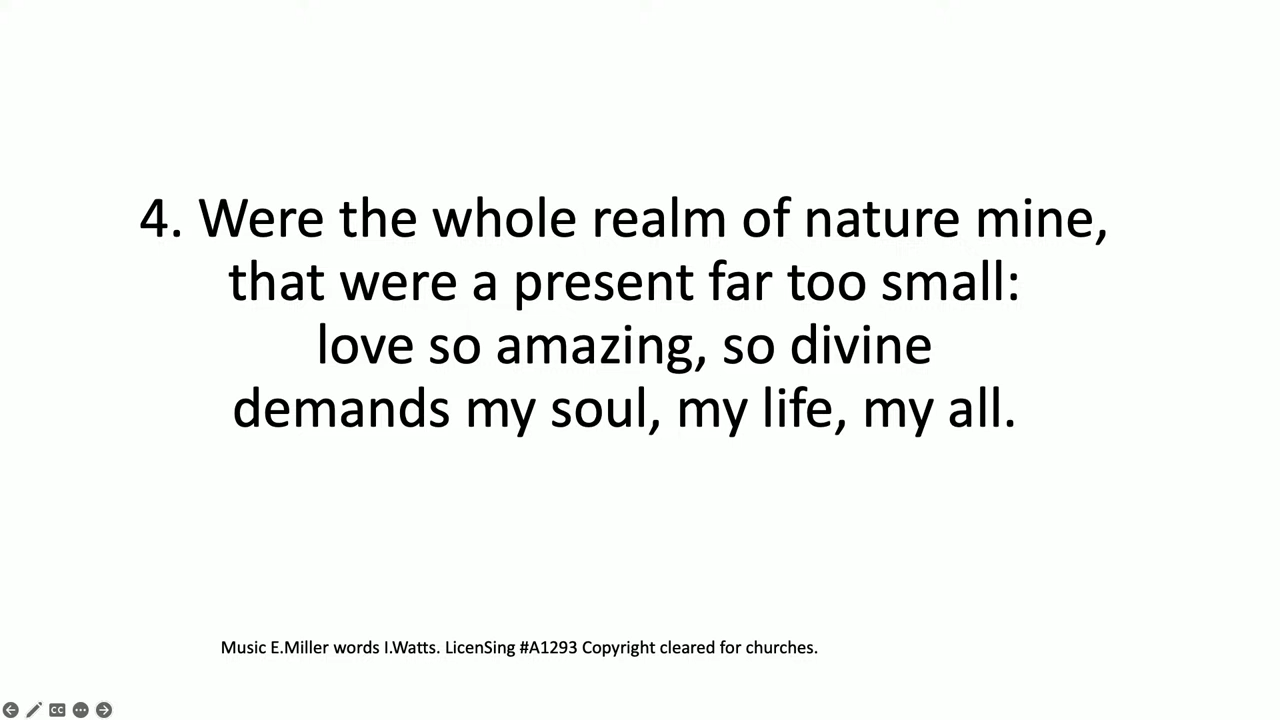 4. Were the whole realm of nature mine,
that were a present far too small:
love so amazing, so divine
demands my soul, my life, my all.
Music E.Miller words I.Watts. LicenSing #A1293 Copyright cleared for churches.
CC